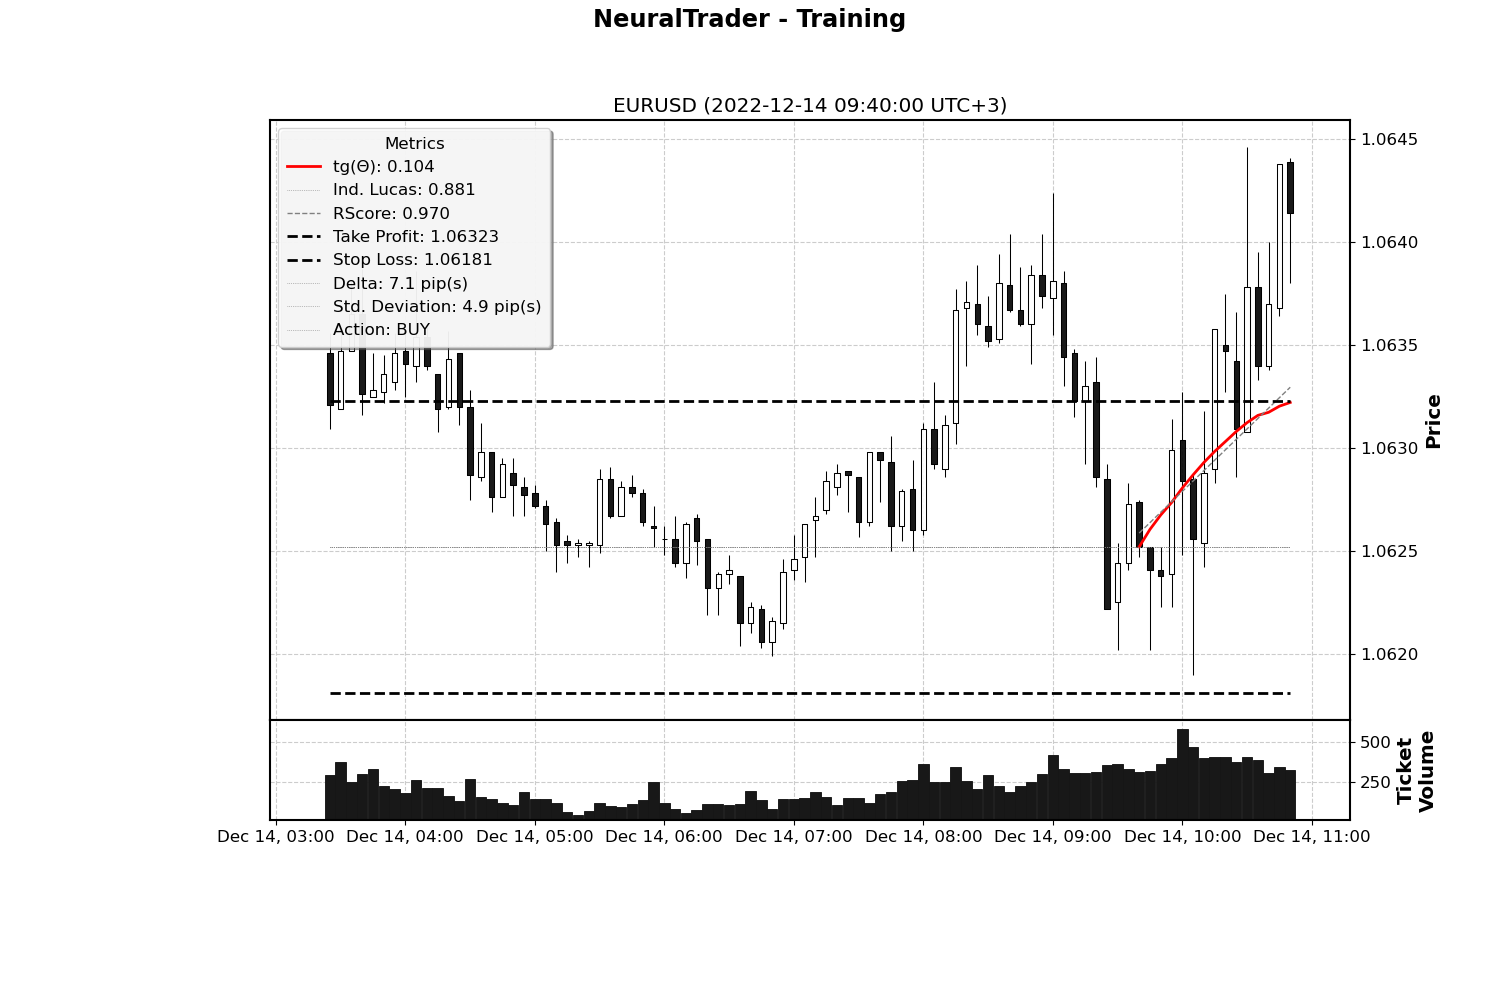 NeuralTrader - Training
EURUSD (2022-12-14 09:40:00 UTC+3)
Metrics
tg(Θ): 0.104
Ind. Lucas: 0.881
RScore: 0.970
Take Profit: 1.06323
Stop Loss: 1.06181
Delta: 7.1 pip(s)
Std. Deviation: 4.9 pip(s)
Action: BUY
1.0645
1.0640
1.0635
1.0630
1.0625
1.0620
Price
500
250
Ticket
Volume
Dec 14, 03:00 Dec 14, 04:00 Dec 14, 05:00 Dec 14, 06:00 Dec 14, 07:00 Dec 14, 08:00 Dec 14, 09:00 Dec 14, 10:00 Dec 14, 11:00